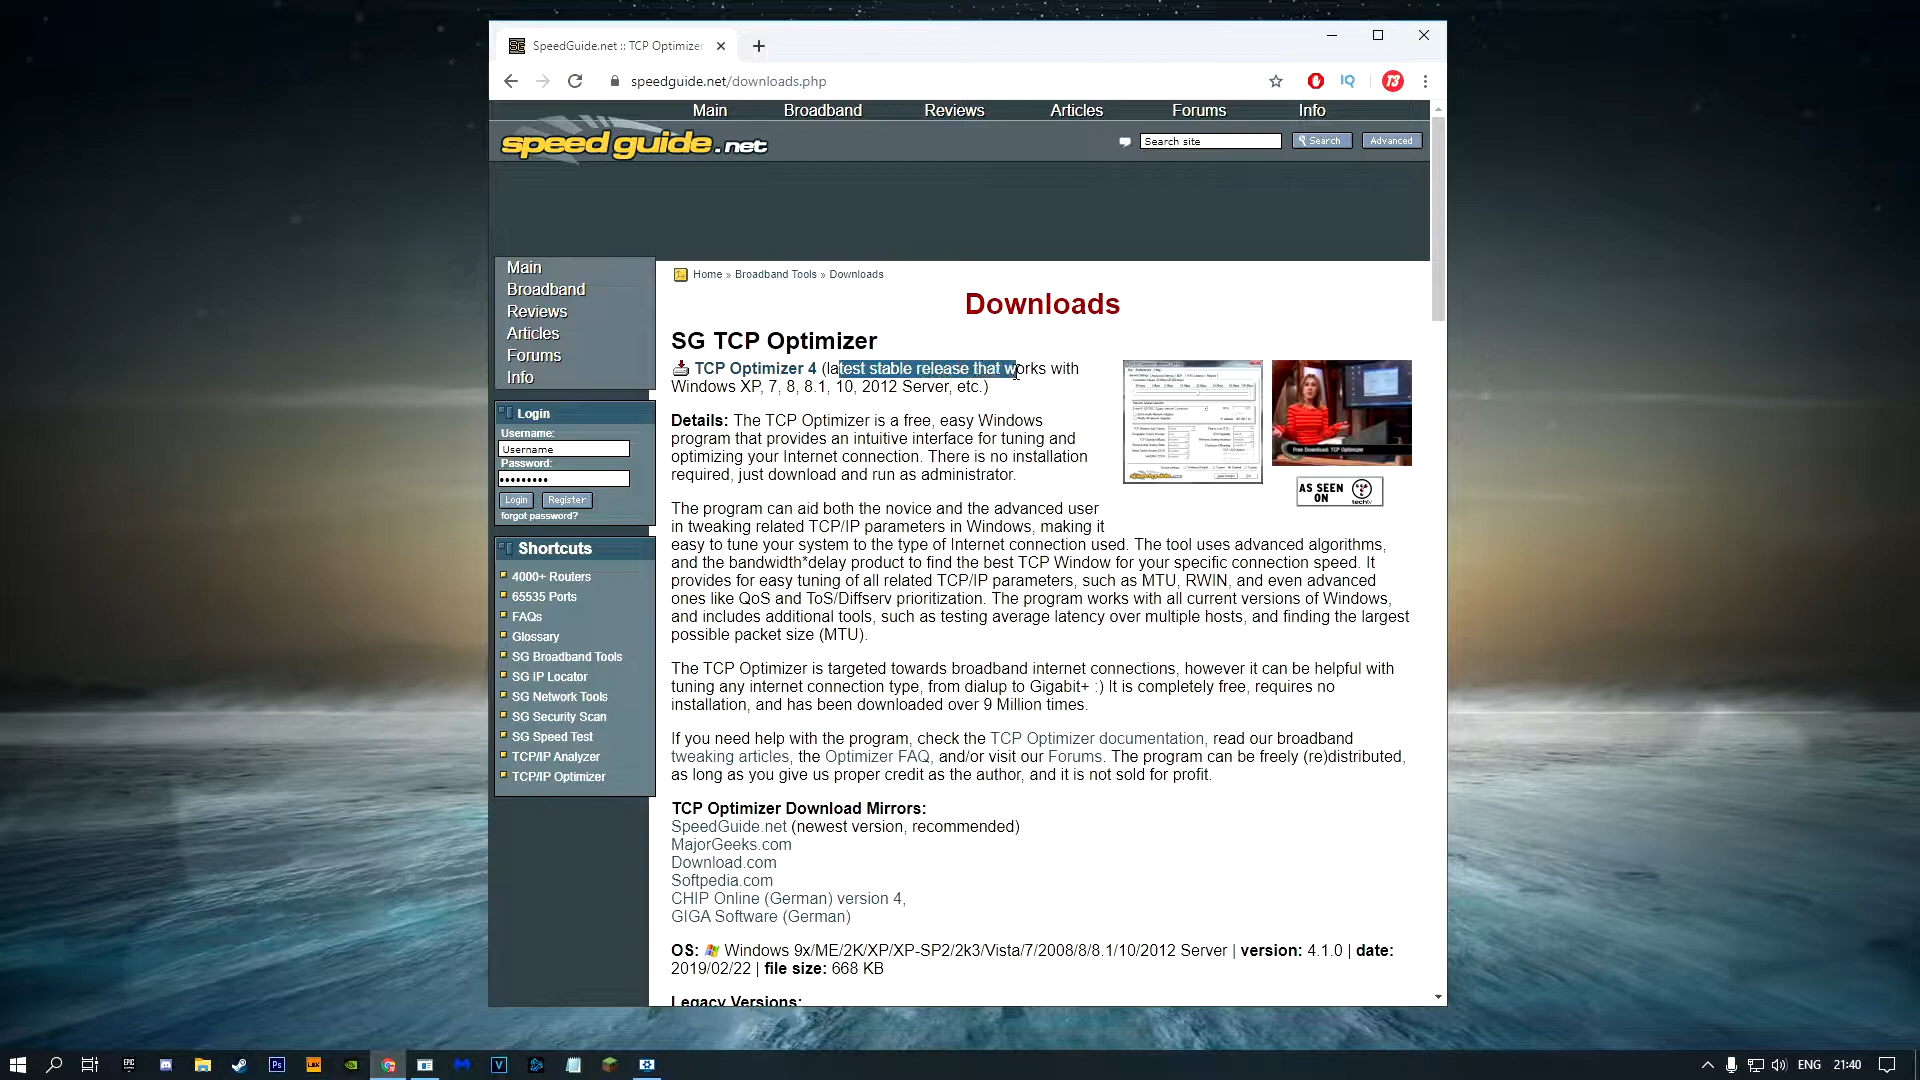 SpeedGuide.net :: TCP Optimizer
speedguide.net/downloads.php
Main Broadband Reviews Articles Forums Info
speed guide.net
Search site Search Advanced
Main
Broadband
Reviews
Articles
Forums
Info
Login
Username:
Username
Password:
Login Register
forgot password?
Shortcuts
4000+ Routers
65535 Ports
FAQs
Glossary
SG Broadband Tools
SG IP Locator
SG Network Tools
SG Security Scan
SG Speed Test
TCP/IP Analyzer
TCP/IP Optimizer
Home » Broadband Tools » Downloads
Downloads
SG TCP Optimizer
TCP Optimizer 4 (latest stable release that works with
Windows XP, 7, 8, 8.1, 10, 2012 Server, etc.)
Details: The TCP Optimizer is a free, easy Windows
program that provides an intuitive interface for tuning and
optimizing your Internet connection. There is no installation
required, just download and run as administrator.
Free Download: TCP Optimizer
AS SEEN
ON
techtv
The program can aid both the novice and the advanced user
in tweaking related TCP/IP parameters in Windows, making it
easy to tune your system to the type of Internet connection used. The tool uses advanced algorithms,
and the bandwidth*delay product to find the best TCP Window for your specific connection speed. It
provides for easy tuning of all related TCP/IP parameters, such as MTU, RWIN, and even advanced
ones like QoS and ToS/Diffserv prioritization. The program works with all current versions of Windows,
and includes additional tools, such as testing average latency over multiple hosts, and finding the largest
possible packet size (MTU).
The TCP Optimizer is targeted towards broadband internet connections, however it can be helpful with
tuning any internet connection type, from dialup to Gigabit+ :) It is completely free, requires no
installation, and has been downloaded over 9 Million times.
If you need help with the program, check the TCP Optimizer documentation, read our broadband
tweaking articles, the Optimizer FAQ, and/or visit our Forums. The program can be freely (re)distributed,
as long as you give us proper credit as the author, and it is not sold for profit.
TCP Optimizer Download Mirrors:
SpeedGuide.net (newest version, recommended)
MajorGeeks.com
Download.com
Softpedia.com
CHIP Online (German) version 4,
GIGA Software (German)
OS: Windows 9x/ME/2K/XP/XP-SP2/2k3/Vista/7/2008/8/8.1/10/2012 Server | version: 4.1.0 | date:
2019/02/22 | file size: 668 KB
Legacy Versions:
ENG 21:40